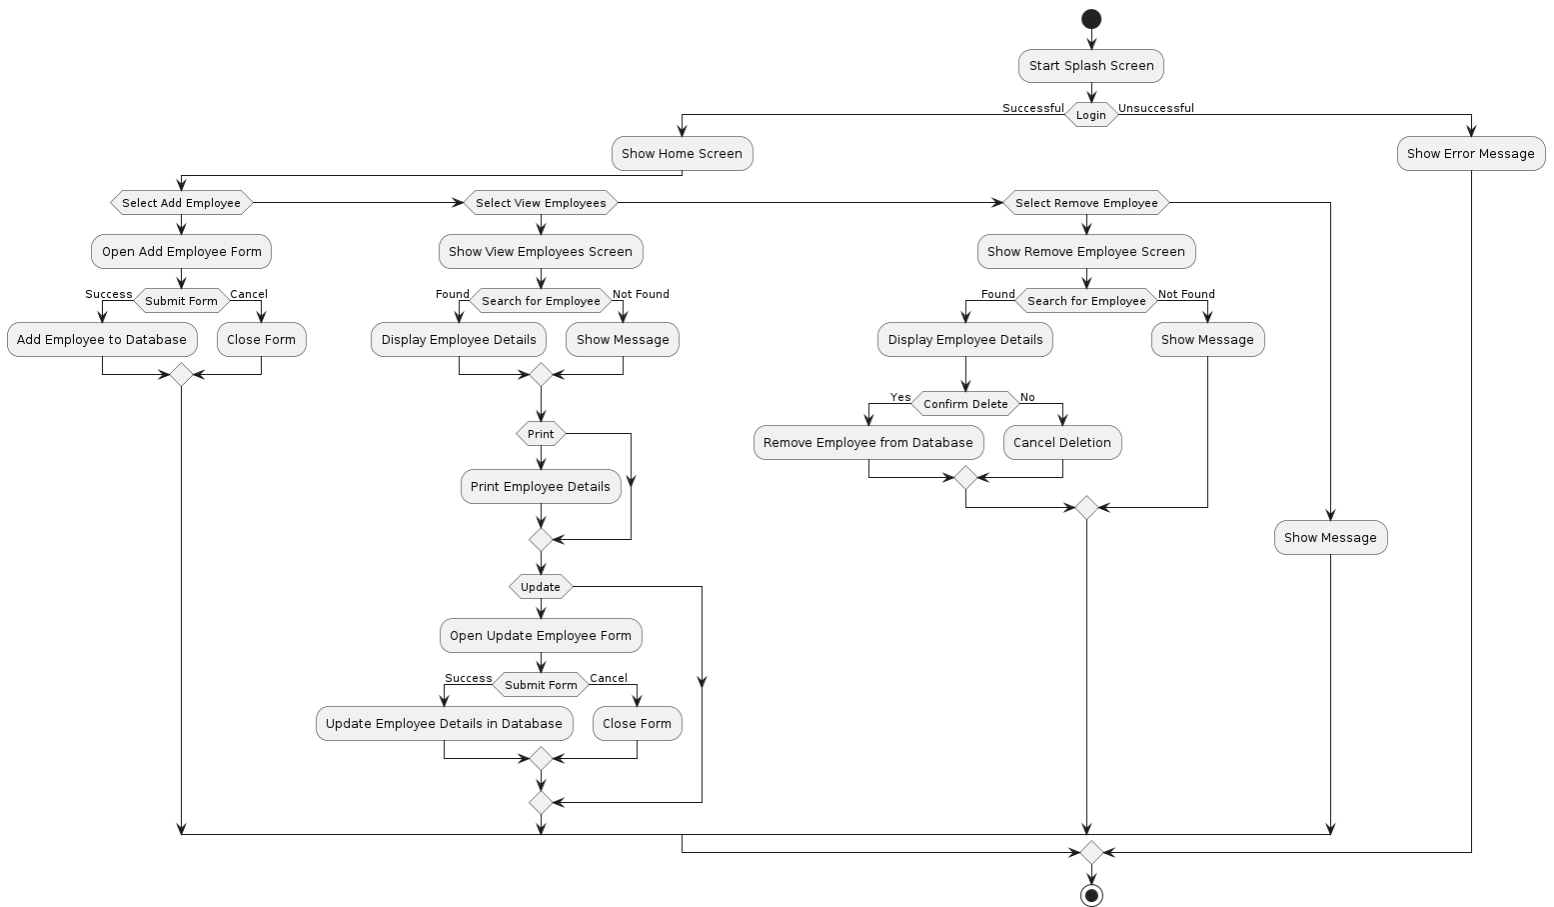 Start Splash Screen
Successful
Login
Unsuccessful
Show Home Screen
Show Error Message
Select Add Employee
Select View Employees
Select Remove Employee
Open Add Employee Form
Show View Employees Screen
Show Remove Employee Screen
Success
Submit Form
Cancel
Found
Search for Employee
Not Found
Found
Search for Employee
Not Found
Add Employee to Database
Close Form
Display Employee Details
Show Message
Display Employee Details
Show Message
Yes
Confirm Delete
No
Print
Remove Employee from Database
Cancel Deletion
Print Employee Details
Show Message
Update
Open Update Employee Form
Success
Submit Form
Cancel
Update Employee Details in Database
Close Form